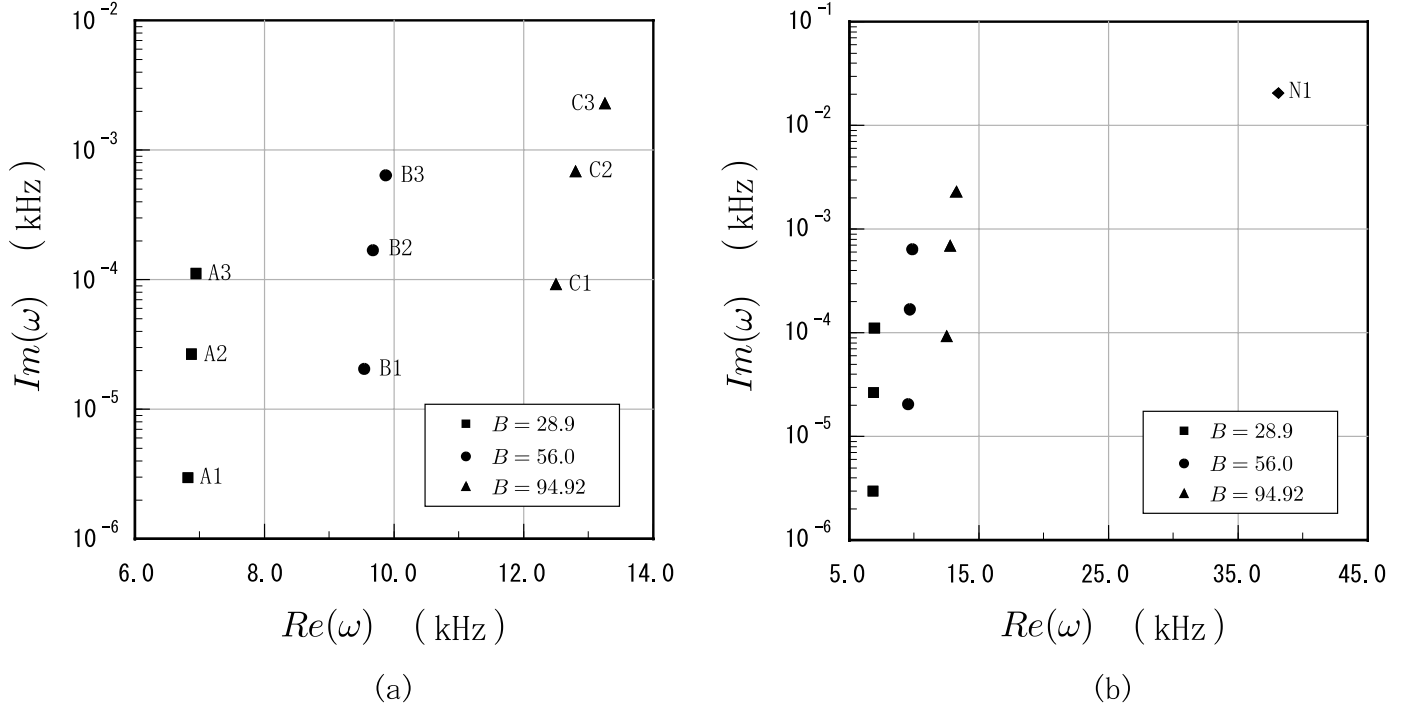 10^-2
10^-3
10^-4
10^-5
10^-6
Im(ω) (kHz)
C3
C2
B3
B2
A3
C1
A2
B1
A1
B = 28.9
B = 56.0
B = 94.92
6.0 8.0 10.0 12.0 14.0
Re(ω) (kHz)
(a)
10^-1
10^-2
10^-3
10^-4
10^-5
10^-6
Im(ω) (kHz)
N1
B = 28.9
B = 56.0
B = 94.92
5.0 15.0 25.0 35.0 45.0
Re(ω) (kHz)
(b)